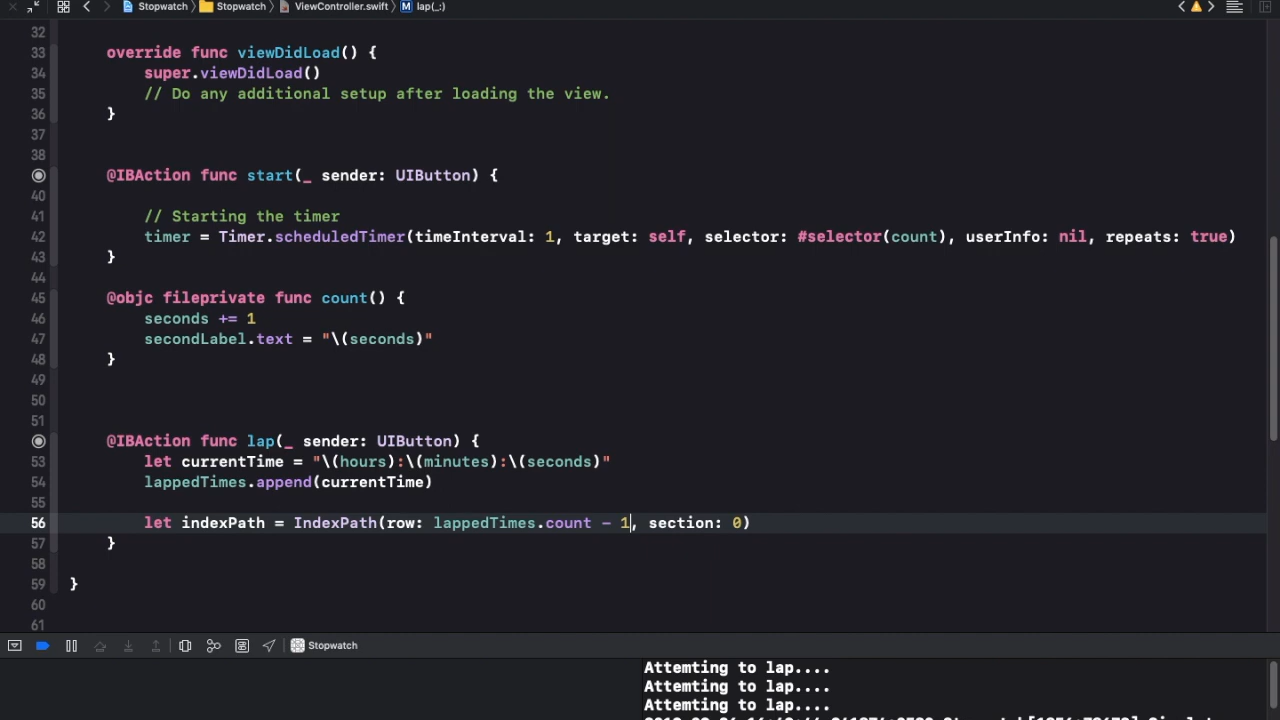 Stopwatch Stopwatch ViewController.swift M lap(_:)
32
33 override func viewDidLoad() {
34 super.viewDidLoad()
35 // Do any additional setup after loading the view.
36 }
37
38
@IBAction func start(_ sender: UIButton) {
40
41 // Starting the timer
42 timer = Timer.scheduledTimer(timeInterval: 1, target: self, selector: #selector(count), userInfo: nil, repeats: true)
43 }
44
45 @objc fileprivate func count() {
46 seconds += 1
47 secondLabel.text = "\(seconds)"
48 }
49
50
51
@IBAction func lap(_ sender: UIButton) {
53 let currentTime = "\(hours):\(minutes):\(seconds)"
54 lappedTimes.append(currentTime)
55
56 let indexPath = IndexPath(row: lappedTimes.count - 1, section: 0)
57 }
58
59 }
60
61
Stopwatch
Attemting to lap....
Attemting to lap....
Attemting to lap....